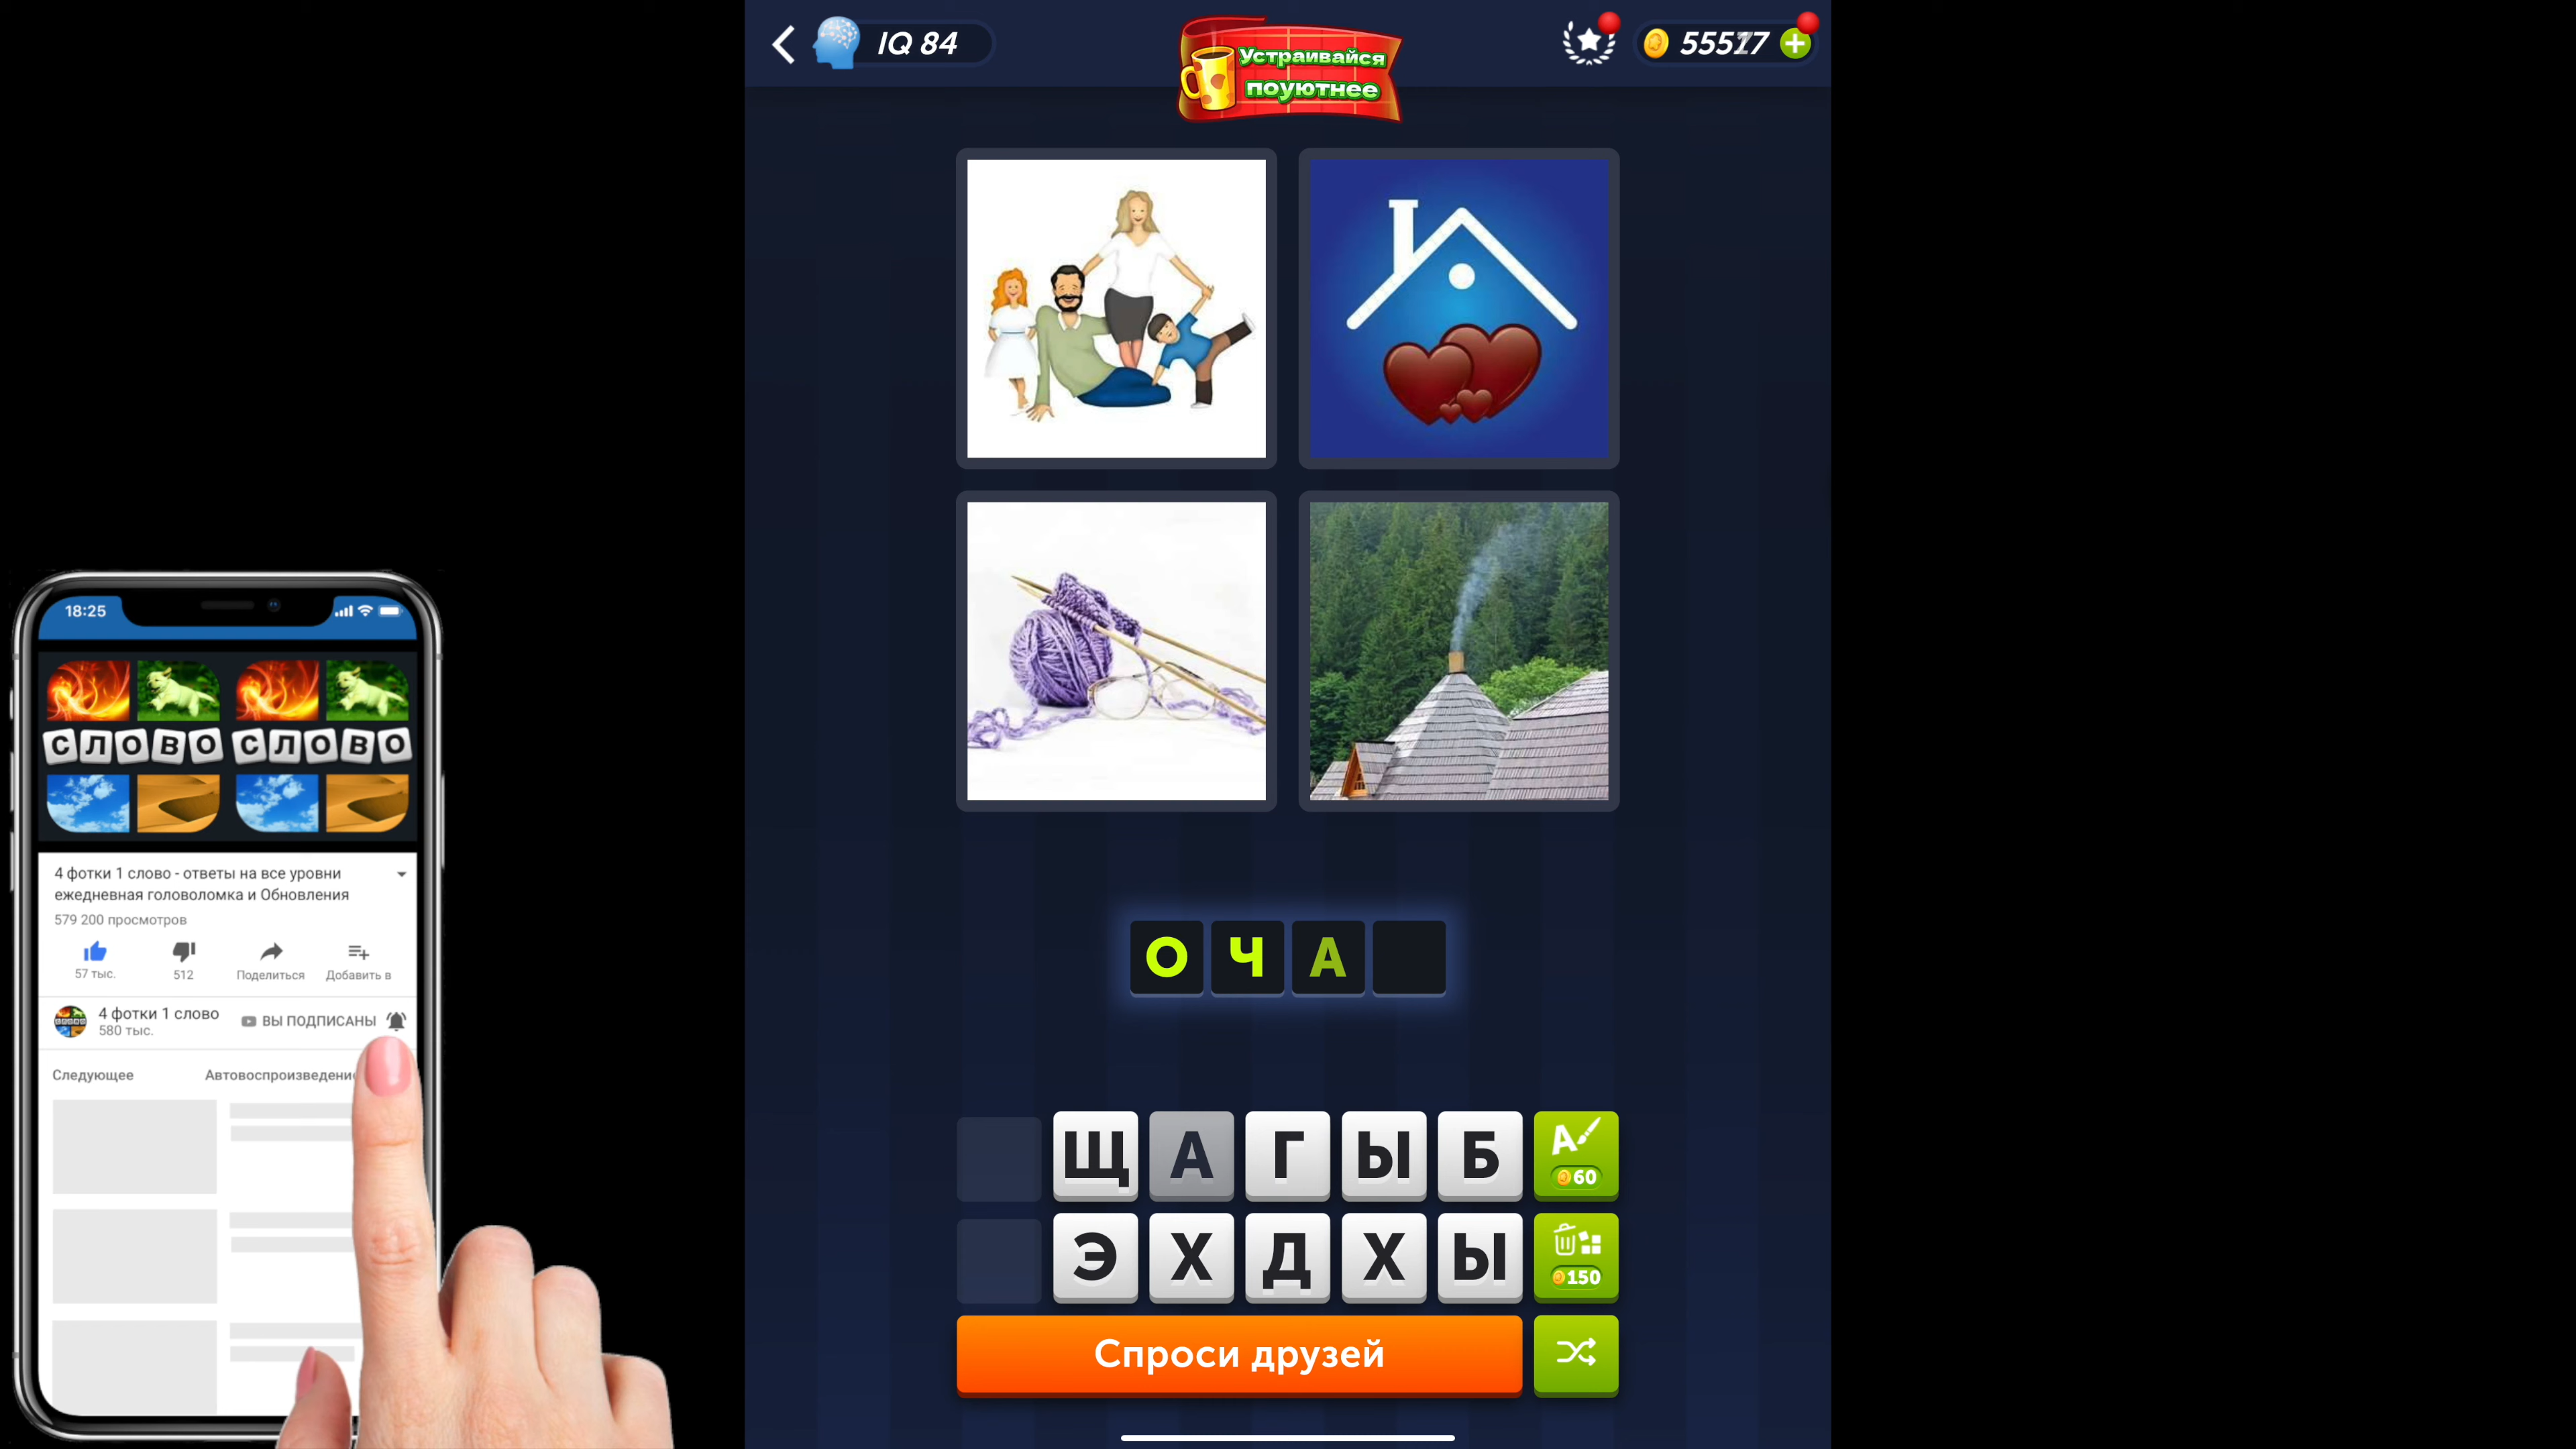 IQ 84
Устраивайся
поуютнее
55517
О Ч А
Щ А Г Ы Б
А
60
Э Х Д Х Ы
150
Спроси друзей
18:25
СЛОВО СЛОВО
4 фотки 1 слово - ответы на все уровни
ежедневная головоломка и Обновления
579 200 просмотров
57 тыс. 512 Поделиться Добавить в
4 фотки 1 слово
580 тыс.
ВЫ ПОДПИСАНЫ
Следующее